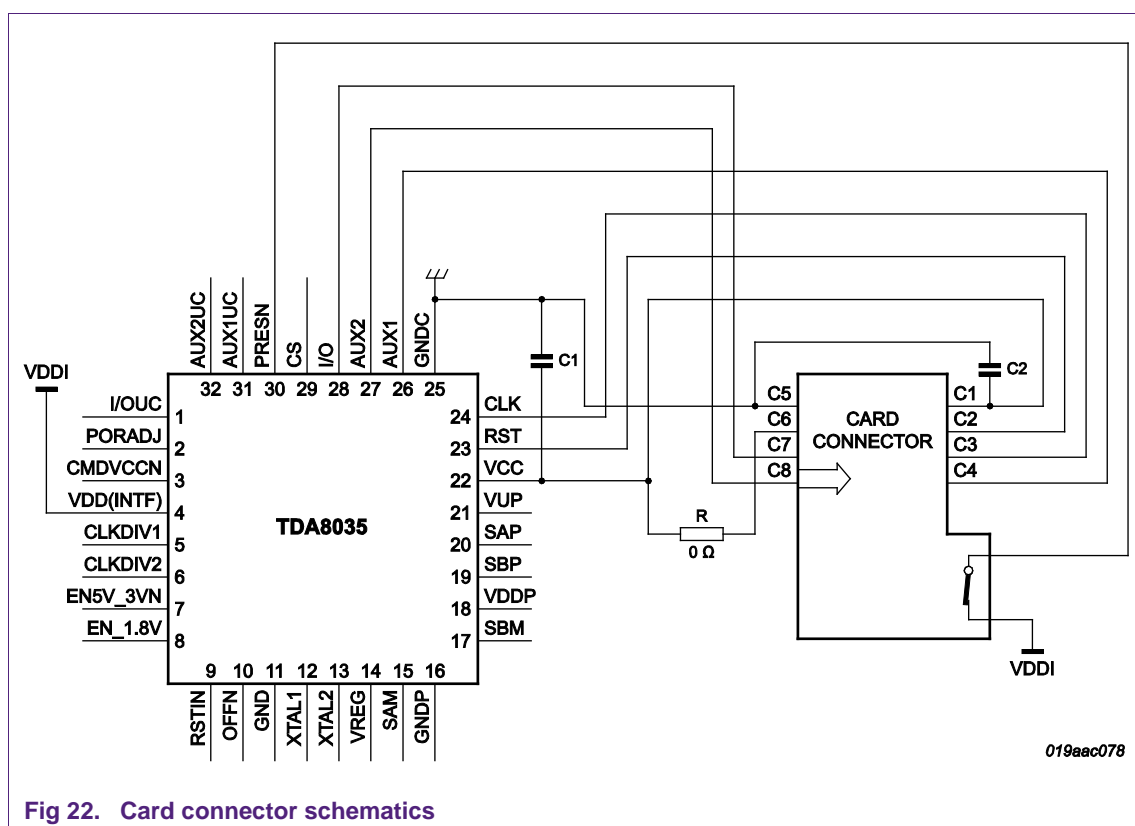 AUX2UC
AUX1UC
PRESN
CS
I/O
AUX2
AUX1
GNDC
32 31 30 29 28 27 26 25
VDDI
I/OUC 1
PORADJ 2
CMDVCCN 3
VDD(INTF) 4
CLKDIV1 5
CLKDIV2 6
EN5V_3VN 7
EN_1.8V 8
TDA8035
24 CLK
23 RST
22 VCC
21 VUP
20 SAP
19 SBP
18 VDDP
17 SBM
9 10 11 12 13 14 15 16
RSTIN
OFFN
GND
XTAL1
XTAL2
VREG
SAM
GNDP
C1
C2
R
0 Ω
C5
C6
C7
C8
CARD
CONNECTOR
C1
C2
C3
C4
VDDI
019aac078
Fig 22. Card connector schematics